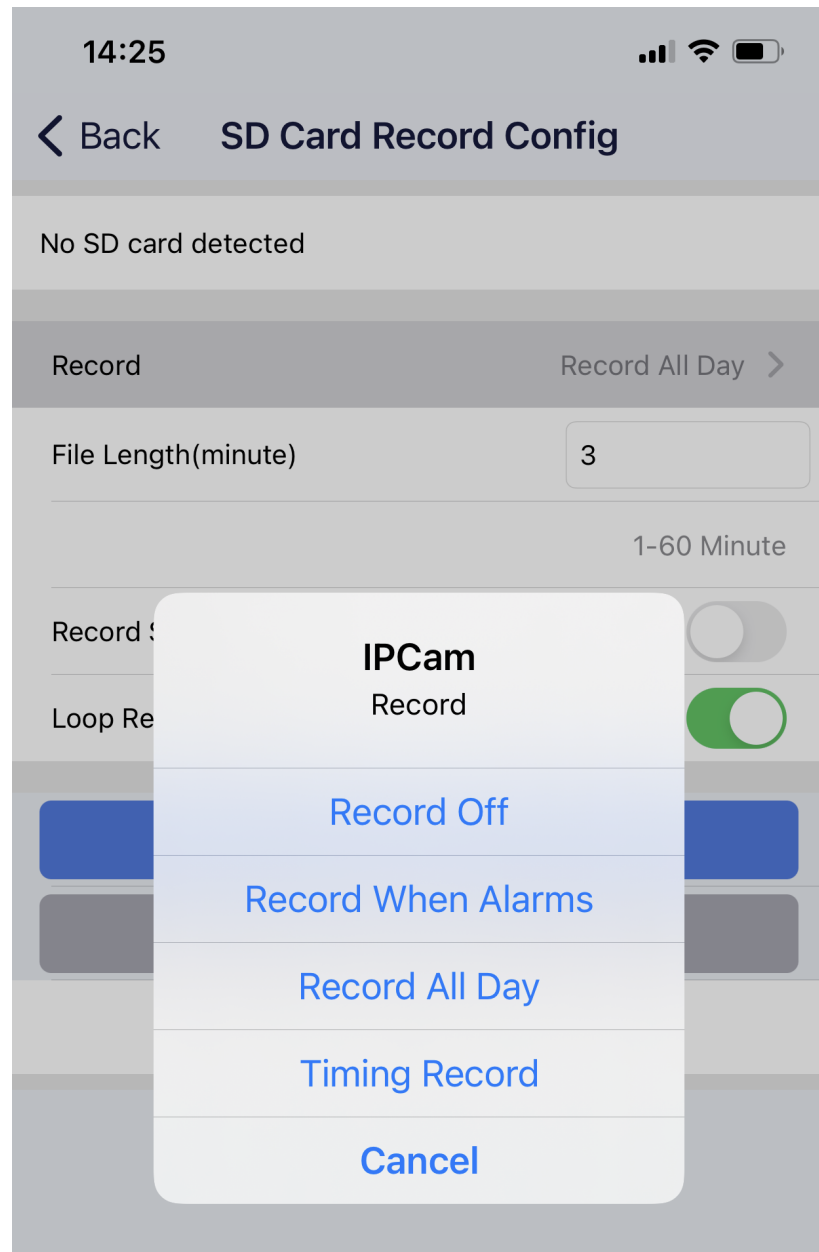 14:25
Back SD Card Record Config
No SD card detected
Record Record All Day
File Length(minute) 3
1-60 Minute
Record
Loop
IPCam
Record
Record Off
Record When Alarms
Record All Day
Timing Record
Cancel